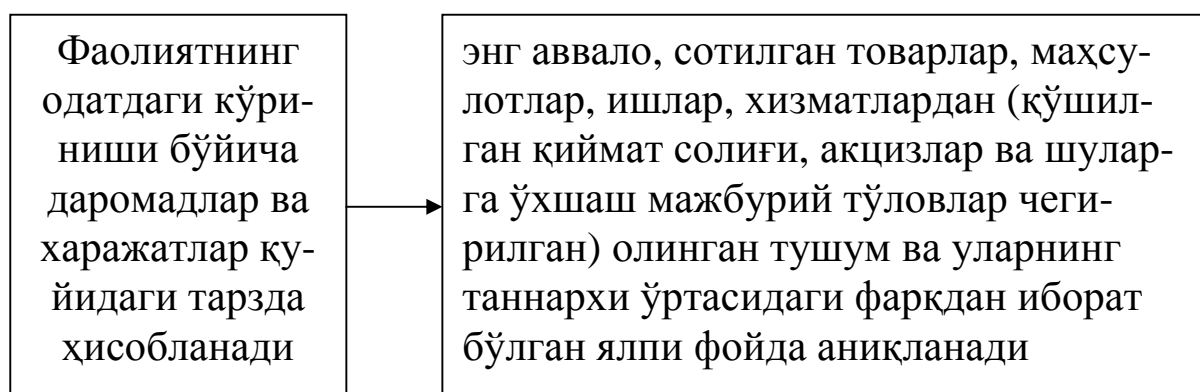 Фаолиятнинг
одатдаги кўри-
ниши бўйича
даромадлар ва
харажатлар қу-
йидаги тарзда
ҳисобланади
энг аввало, сотилган товарлар, маҳсу-
лотлар, ишлар, хизматлардан (қўшил-
ган қиймат солиғи, акцизлар ва шулар-
га ўхшаш мажбурий тўловлар чеги-
рилган) олинган тушум ва уларнинг
таннархи ўртасидаги фарқдан иборат
бўлган ялпи фойда аниқланади